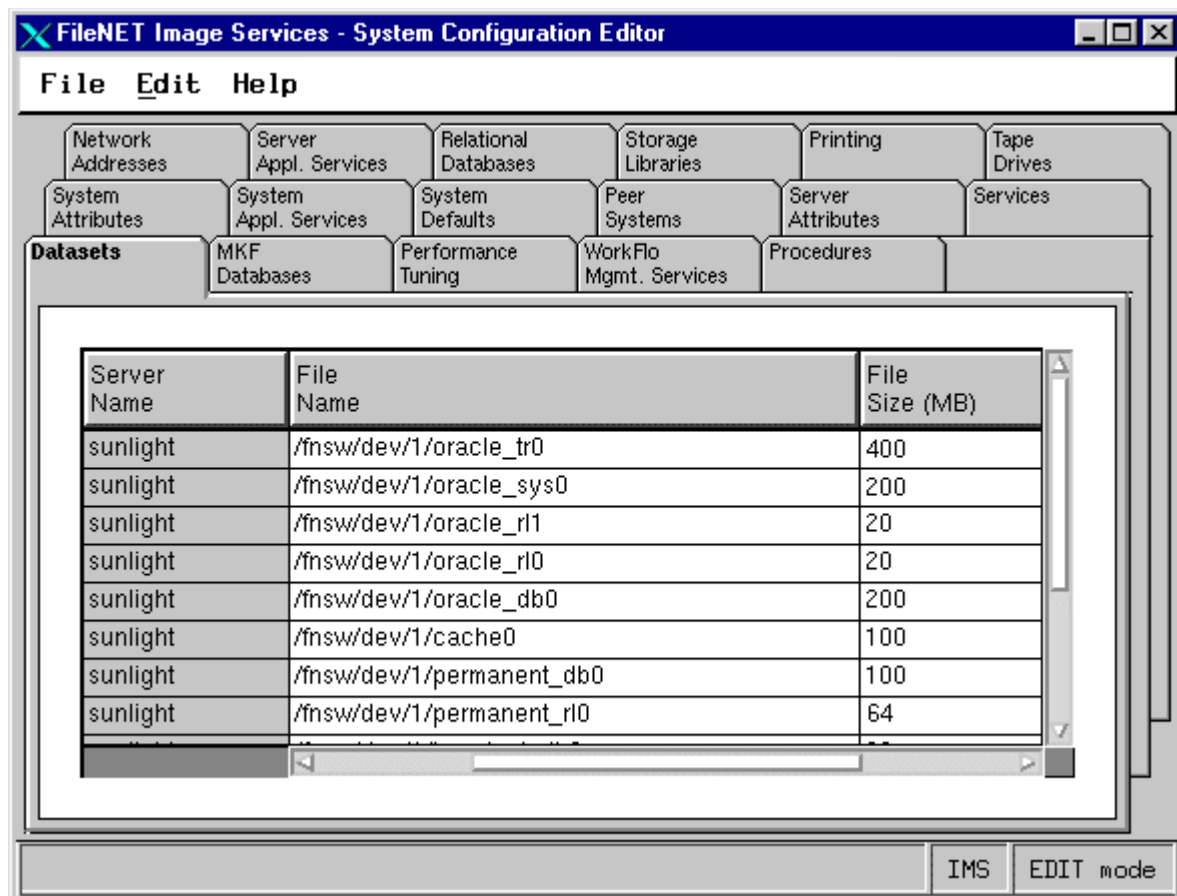 FileNET Image Services - System Configuration Editor
File Edit Help
Network Addresses
Server Appl. Services
Relational Databases
Storage Libraries
Printing
Tape Drives
System Attributes
System Appl. Services
System Defaults
Peer Systems
Server Attributes
Services
Datasets
MKF Databases
Performance Tuning
WorkFlo Mgmt. Services
Procedures
Server Name File Name File Size (MB)
sunlight /fnsw/dev/1/oracle_tr0 400
sunlight /fnsw/dev/1/oracle_sys0 200
sunlight /fnsw/dev/1/oracle_rl1 20
sunlight /fnsw/dev/1/oracle_rl0 20
sunlight /fnsw/dev/1/oracle_db0 200
sunlight /fnsw/dev/1/cache0 100
sunlight /fnsw/dev/1/permanent_db0 100
sunlight /fnsw/dev/1/permanent_rl0 64
IMS EDIT mode